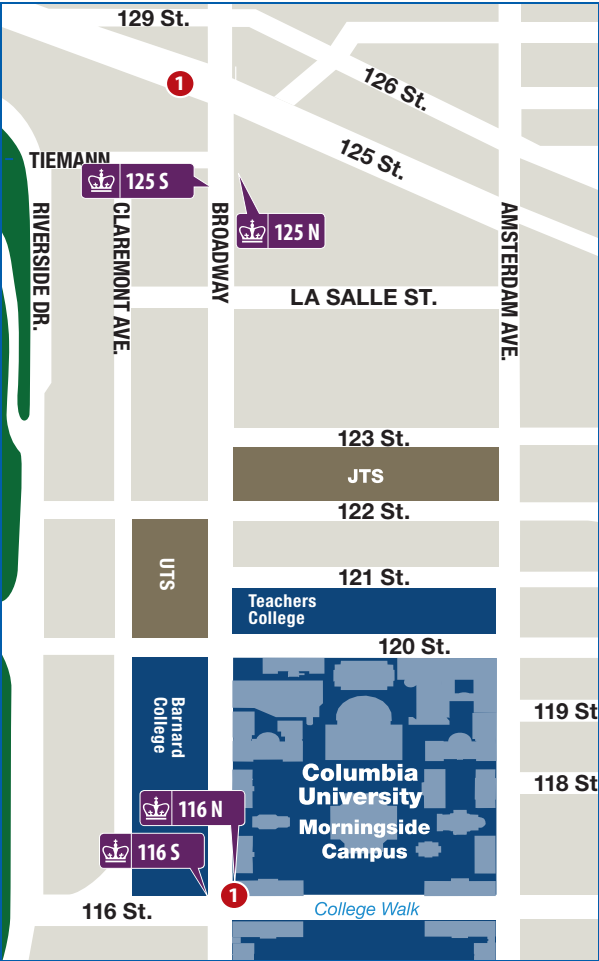 129 St.
1
126 St.
125 St.
TIEMANN
125 S
125 N
RIVERSIDE DR.
CLAREMONT AVE.
BROADWAY
AMSTERDAM AVE.
LA SALLE ST.
123 St.
JTS
122 St.
UTS
121 St.
Teachers
College
120 St.
Barnard
College
119 St
118 St
Columbia
University
Morningside
Campus
116 N
116 S
1
116 St.
College Walk